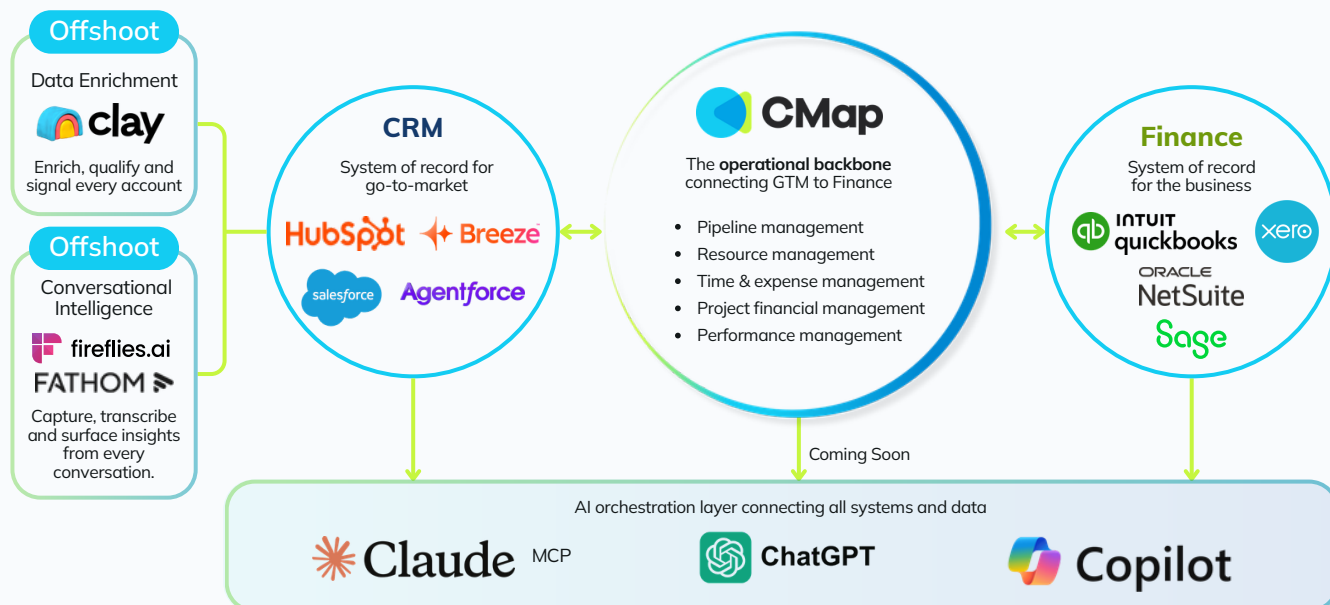 Offshoot
Data Enrichment
clay
Enrich, qualify and
signal every account
Offshoot
Conversational
Intelligence
fireflies.ai
FATHOM
Capture, transcribe
and surface insights
from every
conversation.
CRM
System of record for
go-to-market
HubSpot
Breeze
salesforce
Agentforce
CMap
The operational backbone
connecting GTM to Finance
• Pipeline management
• Resource management
• Time & expense management
• Project financial management
• Performance management
Finance
System of record
for the business
qb
INTUIT
quickbooks
xero
ORACLE
NetSuite
Sage
Coming Soon
AI orchestration layer connecting all systems and data
Claude
MCP
ChatGPT
Copilot